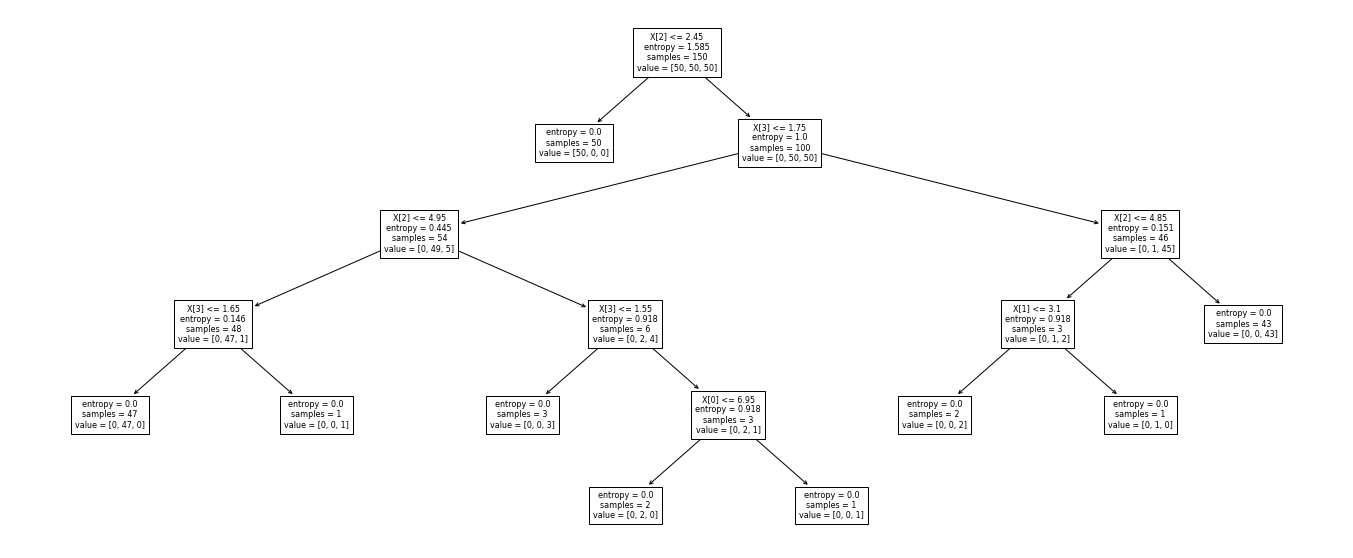 X[2] <= 2.45
entropy = 1.585
samples = 150
value = [50, 50, 50]
entropy = 0.0
samples = 50
value = [50, 0, 0]
X[3] <= 1.75
entropy = 1.0
samples = 100
value = [0, 50, 50]
X[2] <= 4.95
entropy = 0.445
samples = 54
value = [0, 49, 5]
X[2] <= 4.85
entropy = 0.151
samples = 46
value = [0, 1, 45]
X[3] <= 1.65
entropy = 0.146
samples = 48
value = [0, 47, 1]
X[3] <= 1.55
entropy = 0.918
samples = 6
value = [0, 2, 4]
X[1] <= 3.1
entropy = 0.918
samples = 3
value = [0, 1, 2]
entropy = 0.0
samples = 43
value = [0, 0, 43]
entropy = 0.0
samples = 47
value = [0, 47, 0]
entropy = 0.0
samples = 1
value = [0, 0, 1]
entropy = 0.0
samples = 3
value = [0, 0, 3]
X[0] <= 6.95
entropy = 0.918
samples = 3
value = [0, 2, 1]
entropy = 0.0
samples = 2
value = [0, 0, 2]
entropy = 0.0
samples = 1
value = [0, 1, 0]
entropy = 0.0
samples = 2
value = [0, 2, 0]
entropy = 0.0
samples = 1
value = [0, 0, 1]